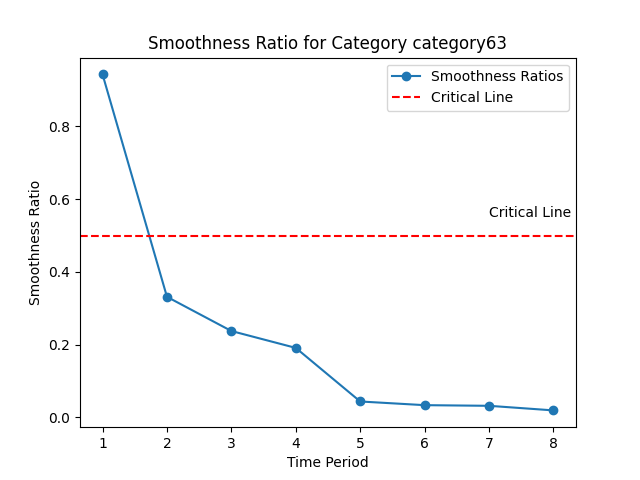 Smoothness Ratio for Category category63
Smoothness Ratios
Critical Line
Critical Line
Smoothness Ratio
0.8
0.6
0.4
0.2
0.0
1 2 3 4 5 6 7 8
Time Period